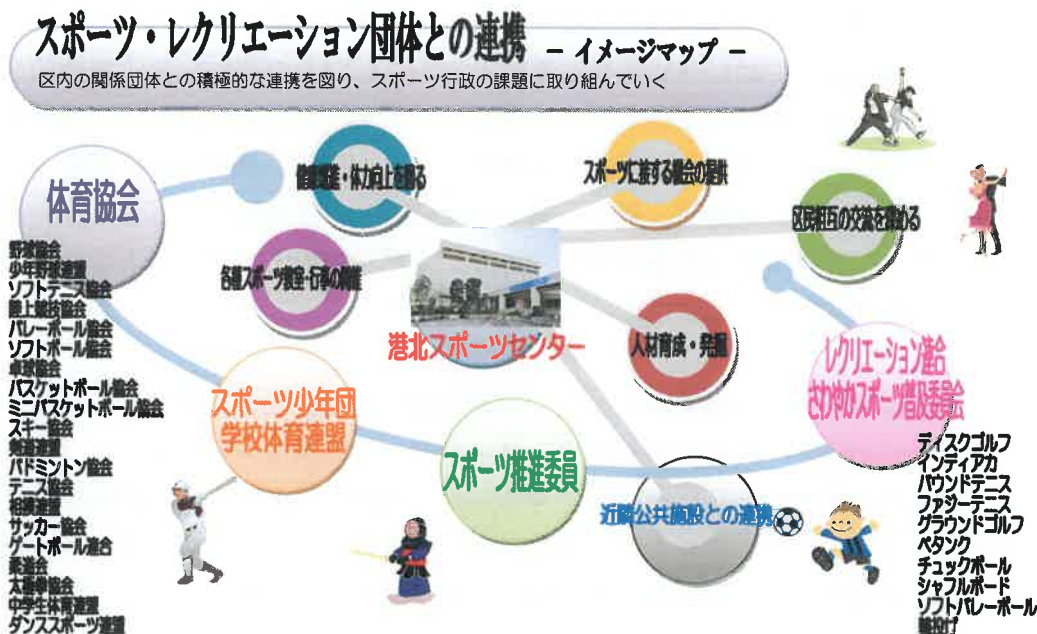 スポーツ・レクリエーション団体との連携 － イメージマップ －
区内の関係団体との積極的な連携を図り、スポーツ行政の課題に取り組んでいく
健康増進・体力向上を図る
スポーツに接する機会の提供
体育協会
区民相互の交流を深める
各種スポーツ教室・行事の開催
港北スポーツセンター
人材育成・発掘
レクリエーション連合
さわやかスポーツ普及委員会
スポーツ少年団
学校体育連盟
スポーツ推進委員
近隣公共施設との連携
野球協会
少年野球連盟
ソフトテニス協会
陸上競技協会
バレーボール協会
ソフトボール協会
卓球協会
バスケットボール協会
ミニバスケットボール協会
スキー協会
剣道連盟
バドミントン協会
テニス協会
相撲連盟
サッカー協会
ゲートボール連合
柔道会
太極拳協会
中学生体育連盟
ダンススポーツ連盟
ディスクゴルフ
インディアカ
バウンドテニス
ファジーテニス
グラウンドゴルフ
ペタンク
チュックボール
シャフルボード
ソフトバレーボール
輪投げ